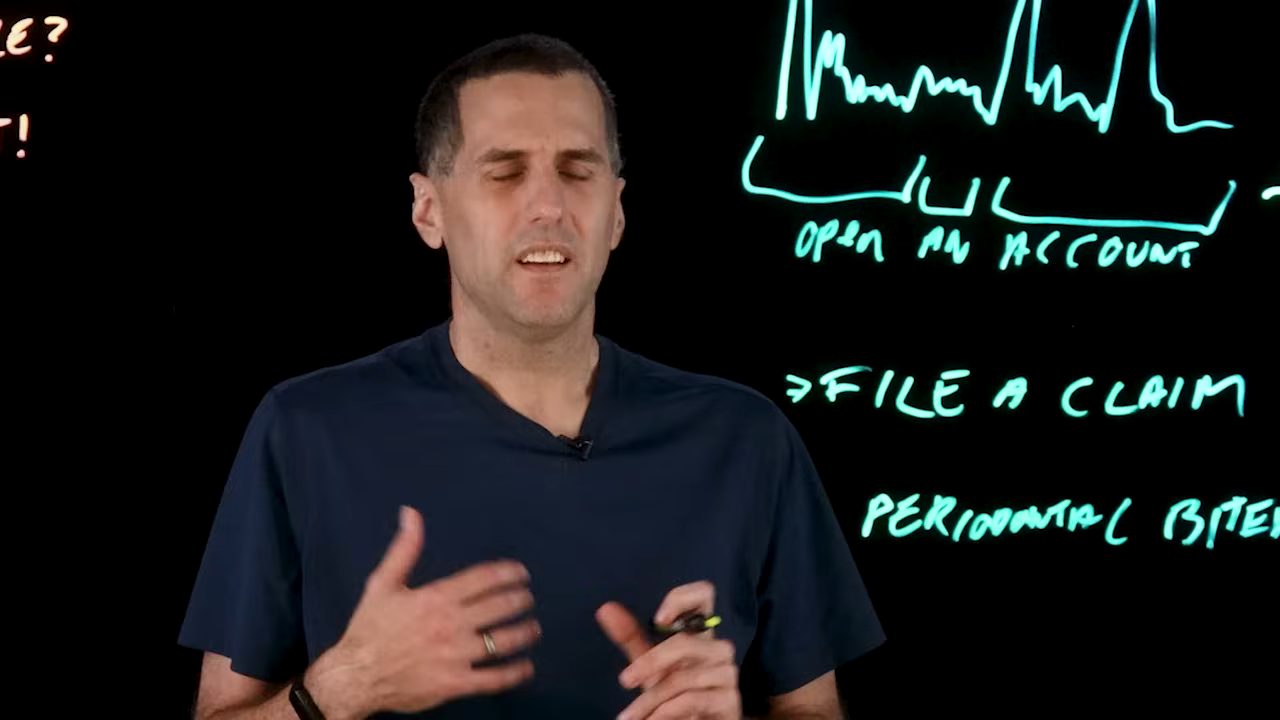 ?
!
OPEN AN ACCOUNT
> FILE A CLAIM
PERIODONTAL